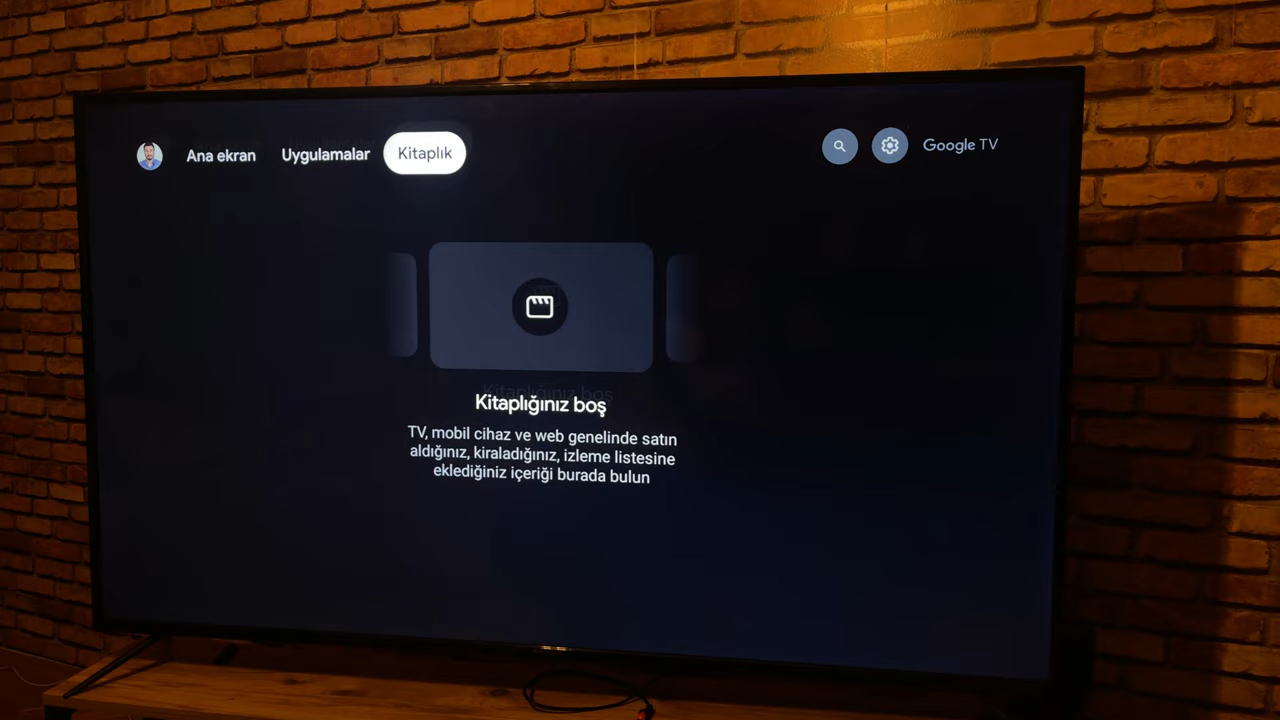 Ana ekran Uygulamalar Kitaplık Google TV
Kitaplığınız boş
TV, mobil cihaz ve web genelinde satın
aldığınız, kiraladığınız, izleme listesine
eklediğiniz içeriği burada bulun